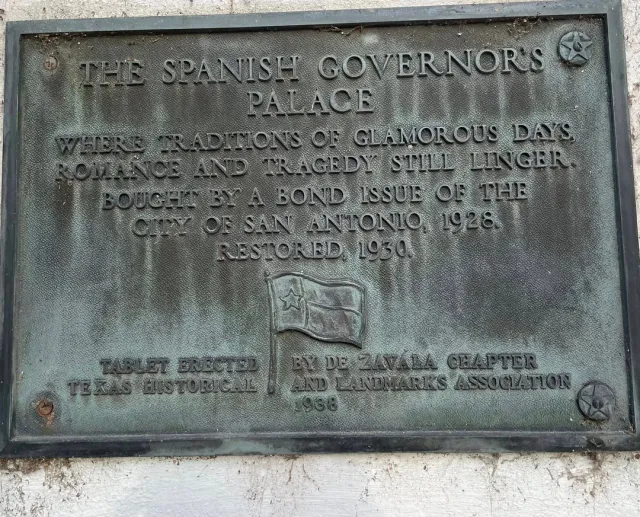 THE SPANISH GOVERNOR'S
PALACE
WHERE TRADITIONS OF GLAMOROUS DAYS,
ROMANCE AND TRAGEDY STILL LINGER.
BOUGHT BY A BOND ISSUE OF THE
CITY OF SAN ANTONIO, 1928.
RESTORED, 1930.
TABLET ERECTED BY DE ZAVALA CHAPTER
TEXAS HISTORICAL AND LANDMARKS ASSOCIATION
1938